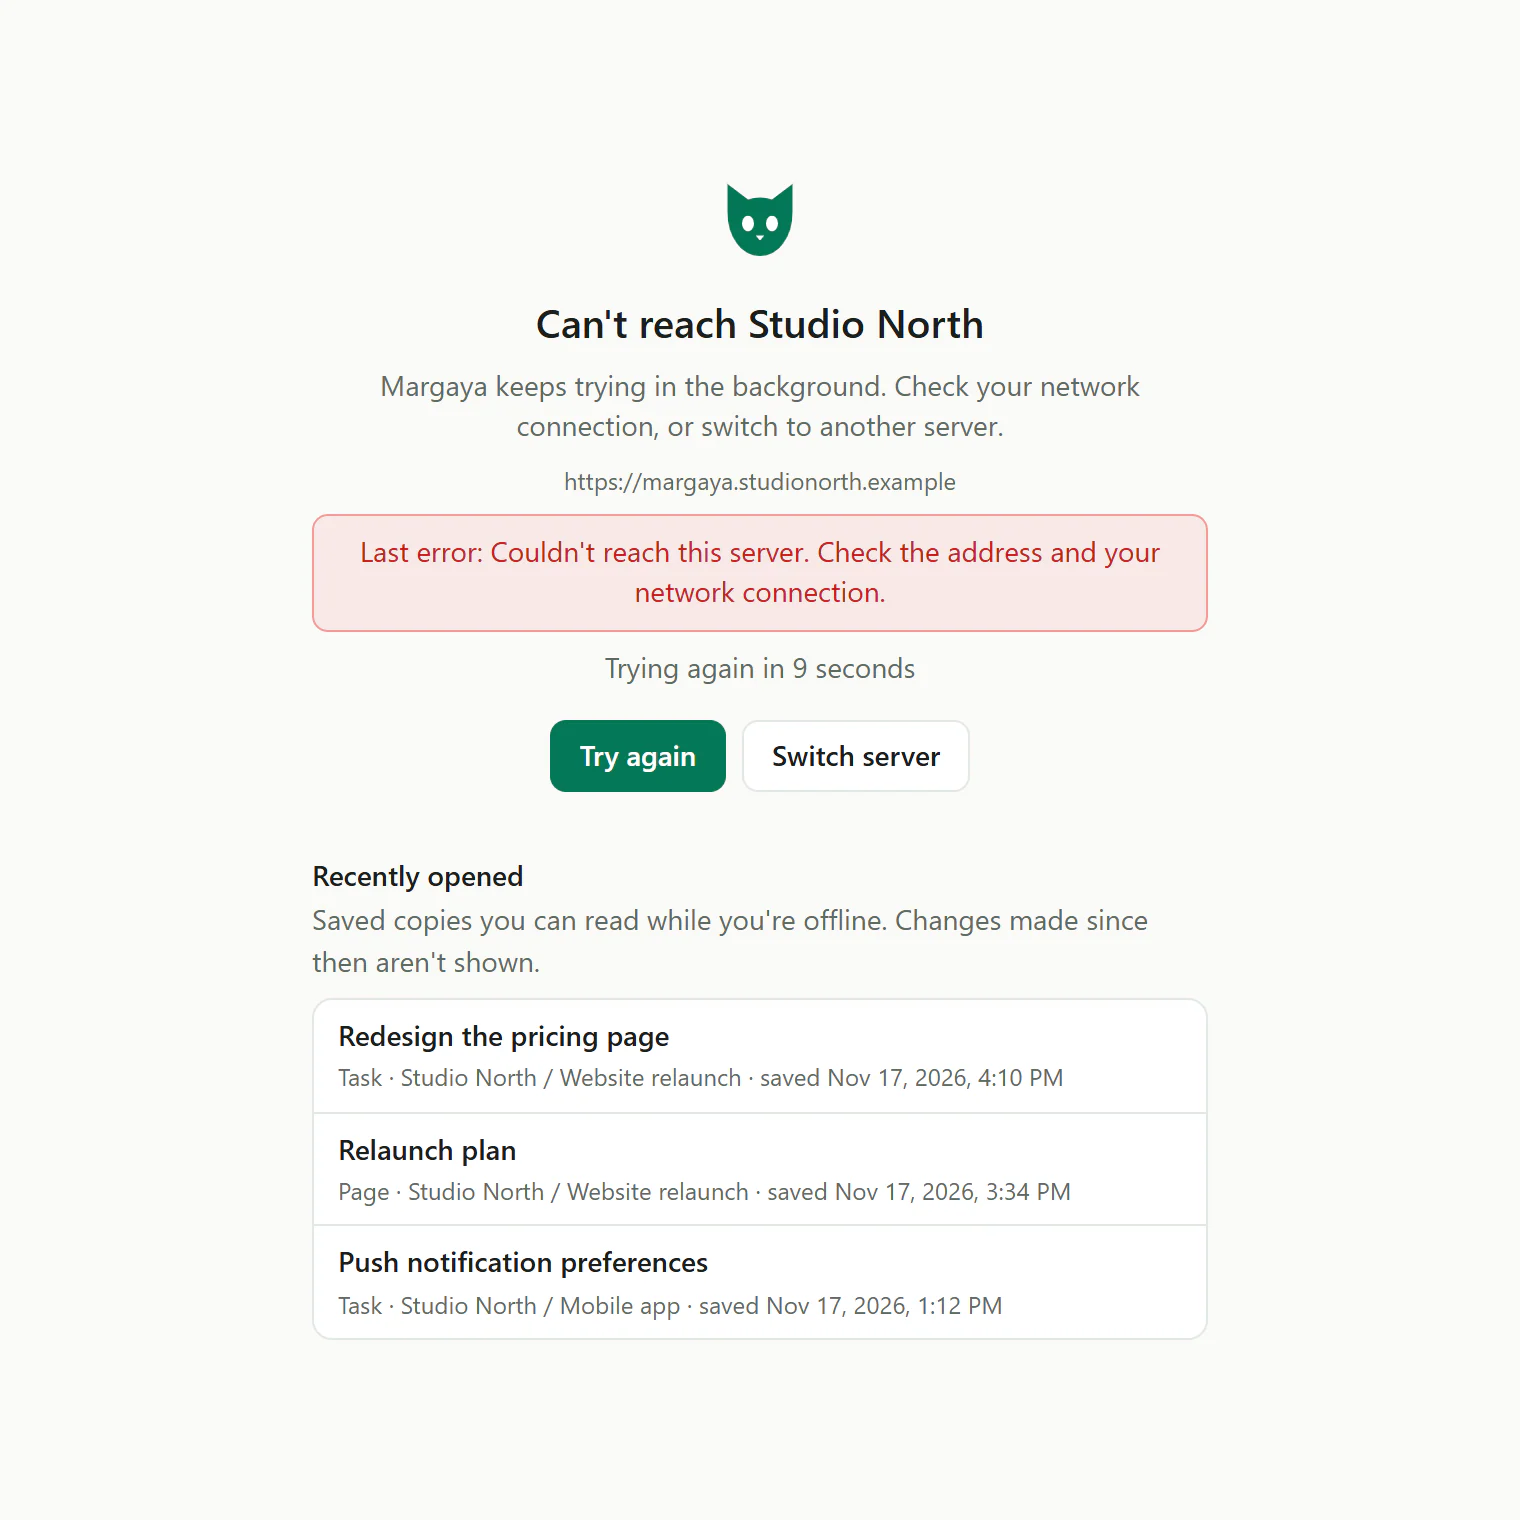 Can't reach Studio North
Margaya keeps trying in the background. Check your network
connection, or switch to another server.
https://margaya.studionorth.example
Last error: Couldn't reach this server. Check the address and your
network connection.
Trying again in 9 seconds
Try again
Switch server
Recently opened
Saved copies you can read while you're offline. Changes made since
then aren't shown.
Redesign the pricing page
Task · Studio North / Website relaunch · saved Nov 17, 2026, 4:10 PM
Relaunch plan
Page · Studio North / Website relaunch · saved Nov 17, 2026, 3:34 PM
Push notification preferences
Task · Studio North / Mobile app · saved Nov 17, 2026, 1:12 PM